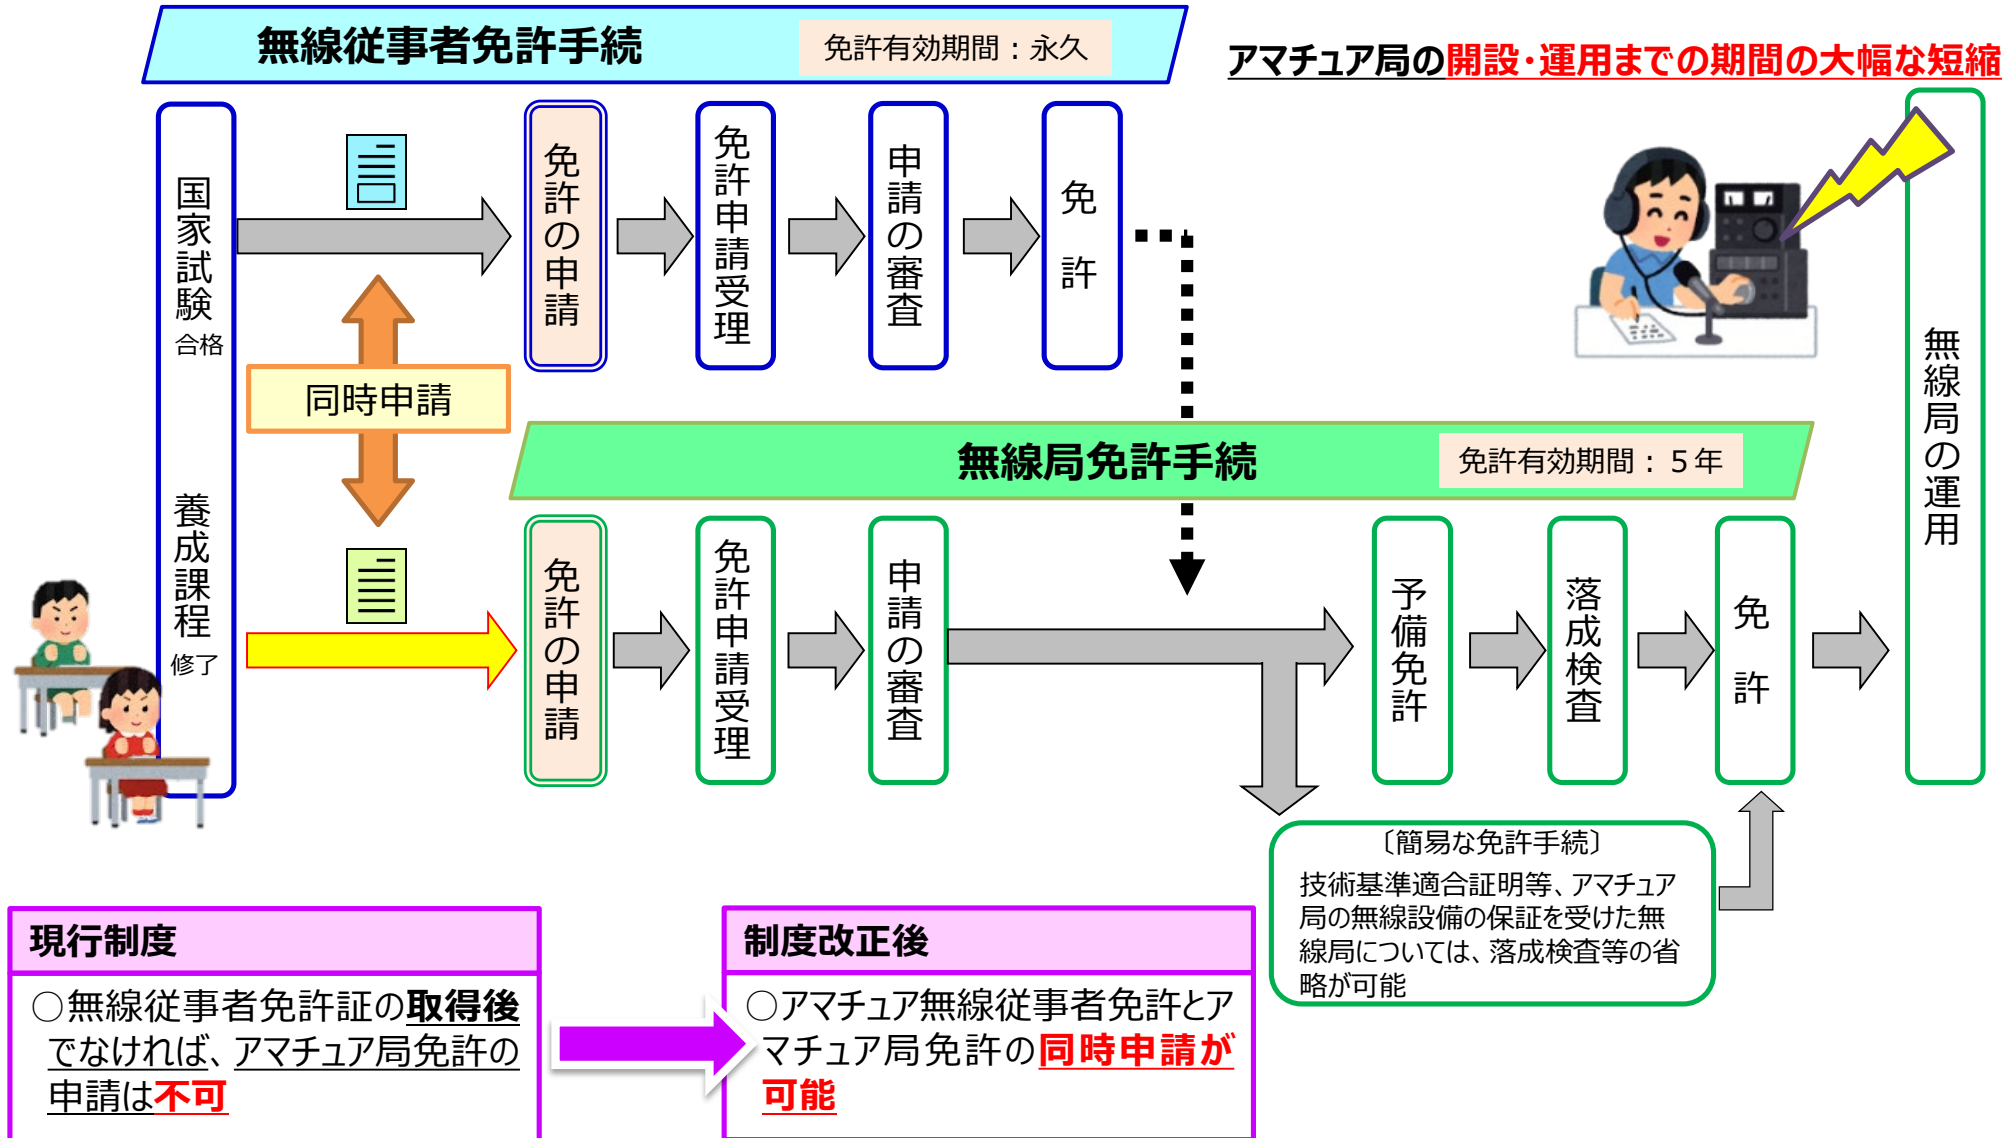 無線従事者免許手続
免許有効期間：永久
アマチュア局の開設・運用までの期間の大幅な短縮
国家試験
合格
養成課程
修了
免許の申請
免許申請受理
申請の審査
免許
同時申請
無線局免許手続
免許有効期間：５年
免許の申請
免許申請受理
申請の審査
予備免許
落成検査
免許
無線局の運用
〔簡易な免許手続〕
技術基準適合証明等、アマチュア
局の無線設備の保証を受けた無
線局については、落成検査等の省
略が可能
現行制度
○無線従事者免許証の取得後
でなければ、アマチュア局免許の
申請は不可
制度改正後
○アマチュア無線従事者免許とア
マチュア局免許の同時申請が
可能